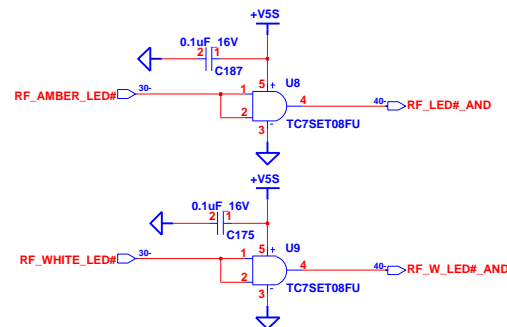 +V5S
0.1uF_16V
2 1
C187
5 + U8
RF_AMBER_LED# 30- 1 4 40- RF_LED#_AND
2
3 - TC7SET08FU
+V5S
0.1uF_16V
2 1
C175
5 + U9
RF_WHITE_LED# 30- 1 4 40- RF_W_LED#_AND
2
3 - TC7SET08FU